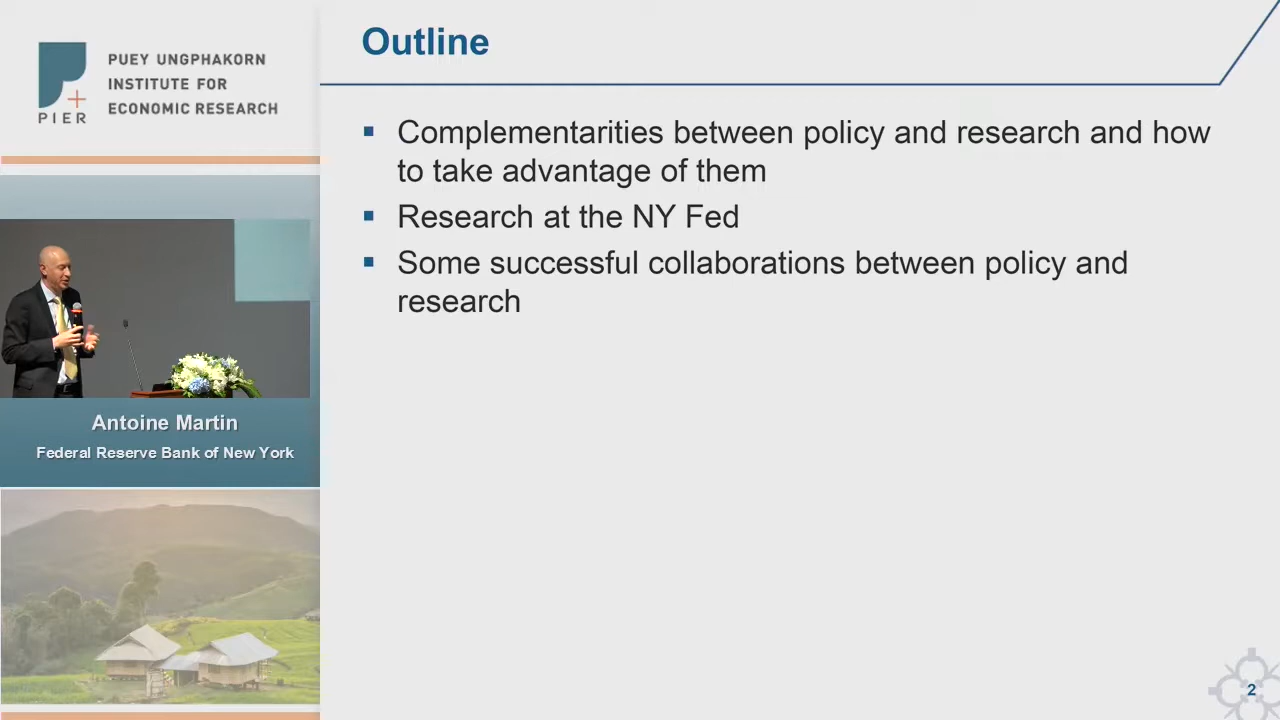 PUEY UNGPHAKORN
INSTITUTE FOR
ECONOMIC RESEARCH
PIER
Antoine Martin
Federal Reserve Bank of New York
Outline
▪ Complementarities between policy and research and how
to take advantage of them
▪ Research at the NY Fed
▪ Some successful collaborations between policy and
research
2